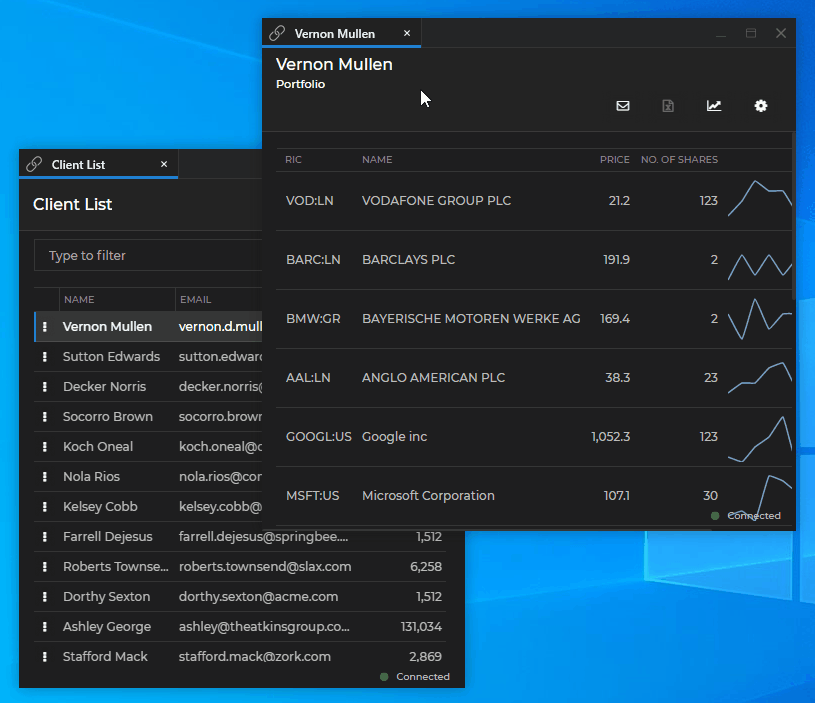 Vernon Mullen
Vernon Mullen
Portfolio
RIC NAME PRICE NO. OF SHARES
VOD:LN VODAFONE GROUP PLC 21.2 123
BARC:LN BARCLAYS PLC 191.9 2
BMW:GR BAYERISCHE MOTOREN WERKE AG 169.4 2
AAL:LN ANGLO AMERICAN PLC 38.3 23
GOOGL:US Google inc 1,052.3 123
MSFT:US Microsoft Corporation 107.1 30
Connected
Client List
Client List
Type to filter
NAME EMAIL
Vernon Mullen vernon.d.mull
Sutton Edwards sutton.edward
Decker Norris decker.norris@
Socorro Brown socorro.brown
Koch Oneal koch.oneal@
Nola Rios nola.rios@cor
Kelsey Cobb kelsey.cobb@
Farrell Dejesus farrell.dejesus@springbee.... 1,512
Roberts Townse... roberts.townsend@slax.com 6,258
Dorthy Sexton dorthy.sexton@acme.com 1,512
Ashley George ashley@theatkinsgroup.co... 131,034
Stafford Mack stafford.mack@zork.com 2,869
Connected